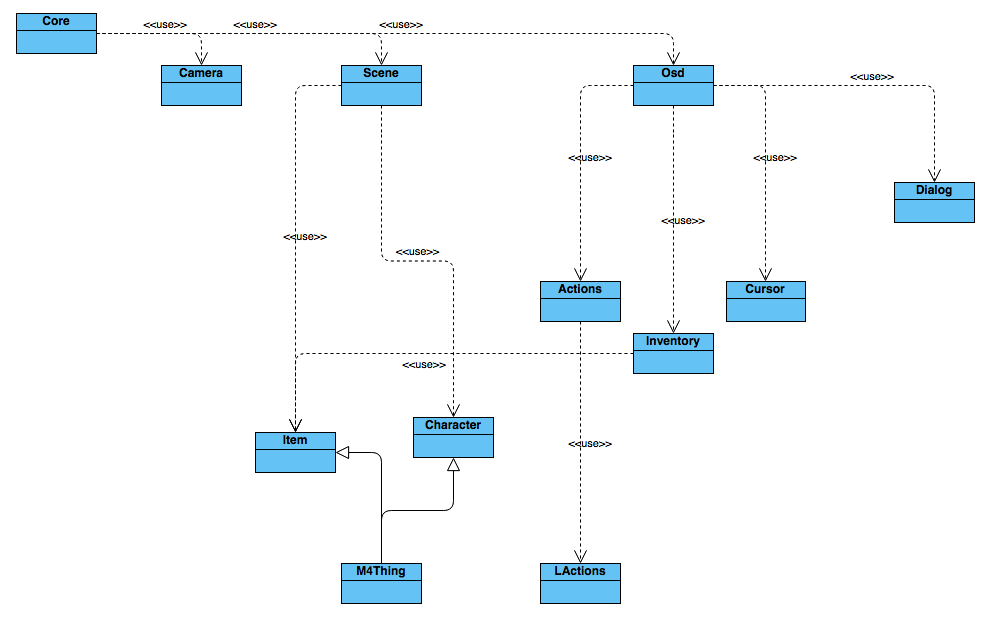 Core
<<use>>
<<use>>
<<use>>
Camera
Scene
Osd
<<use>>
<<use>>
<<use>>
Dialog
<<use>>
<<use>>
<<use>>
Actions
Cursor
Inventory
<<use>>
Character
Item
<<use>>
M4Thing
LActions